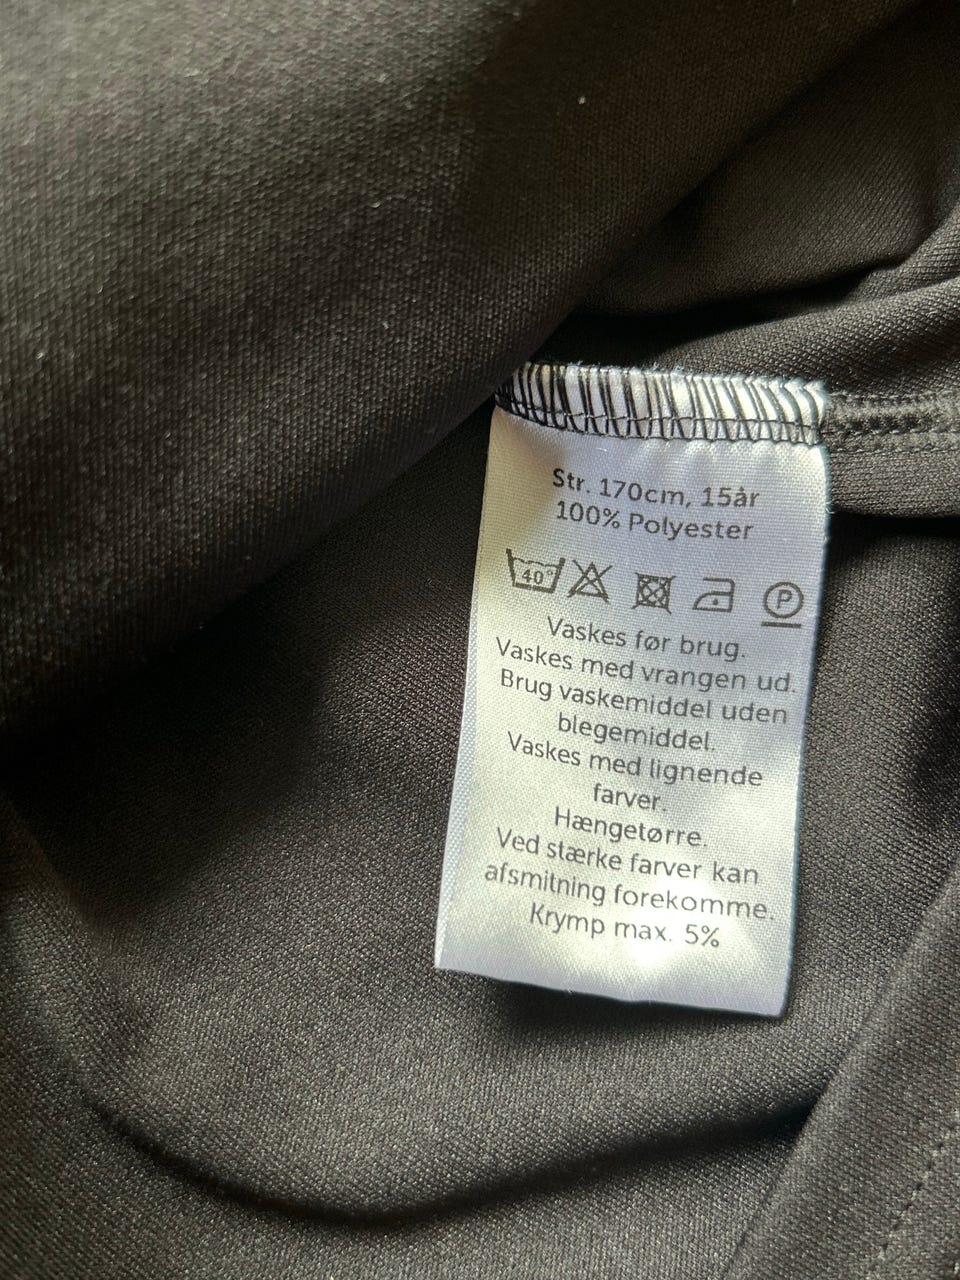 Str. 170cm, 15år
100% Polyester
40° P
Vaskes før brug.
Vaskes med vrangen ud.
Brug vaskemiddel uden
blegemiddel.
Vaskes med lignende
farver.
Hængetørre.
Ved stærke farver kan
afsmitning forekomme.
Krymp max. 5%